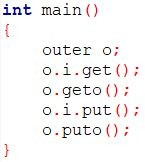 int main()
{
outer o;
o.i.get();
o.geto();
o.i.put();
o.puto();
}